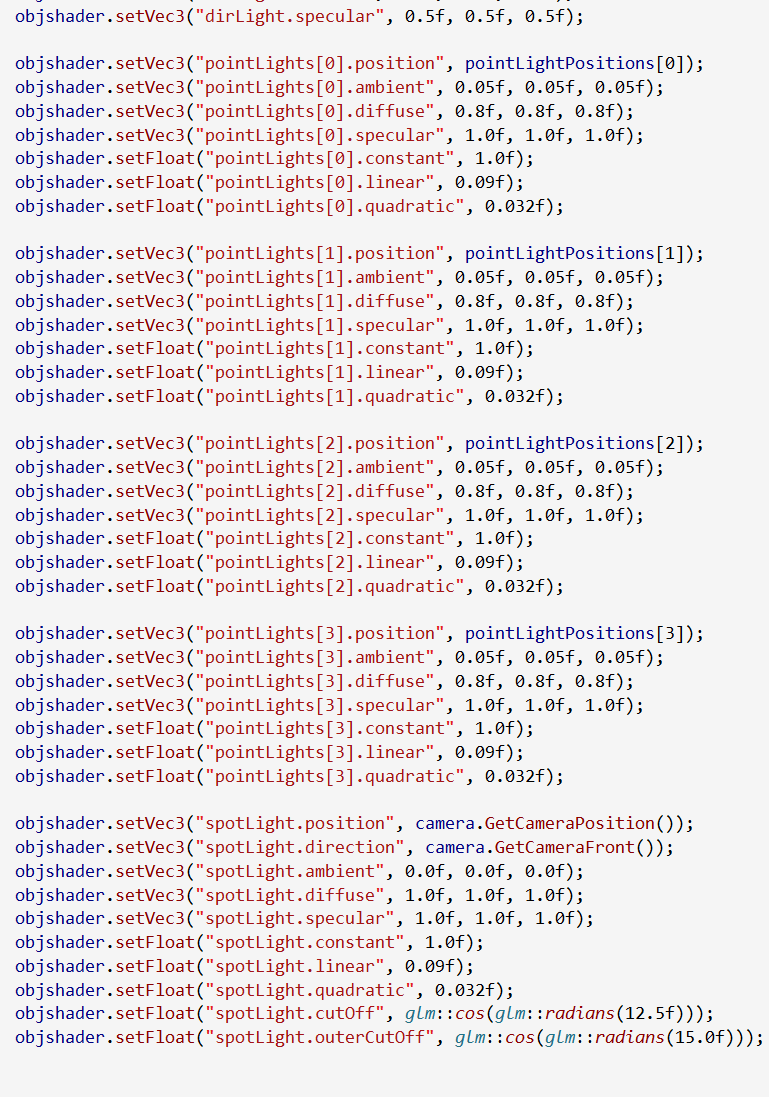 objshader.setVec3("dirLight.specular", 0.5f, 0.5f, 0.5f);
objshader.setVec3("pointLights[0].position", pointLightPositions[0]);
objshader.setVec3("pointLights[0].ambient", 0.05f, 0.05f, 0.05f);
objshader.setVec3("pointLights[0].diffuse", 0.8f, 0.8f, 0.8f);
objshader.setVec3("pointLights[0].specular", 1.0f, 1.0f, 1.0f);
objshader.setFloat("pointLights[0].constant", 1.0f);
objshader.setFloat("pointLights[0].linear", 0.09f);
objshader.setFloat("pointLights[0].quadratic", 0.032f);
objshader.setVec3("pointLights[1].position", pointLightPositions[1]);
objshader.setVec3("pointLights[1].ambient", 0.05f, 0.05f, 0.05f);
objshader.setVec3("pointLights[1].diffuse", 0.8f, 0.8f, 0.8f);
objshader.setVec3("pointLights[1].specular", 1.0f, 1.0f, 1.0f);
objshader.setFloat("pointLights[1].constant", 1.0f);
objshader.setFloat("pointLights[1].linear", 0.09f);
objshader.setFloat("pointLights[1].quadratic", 0.032f);
objshader.setVec3("pointLights[2].position", pointLightPositions[2]);
objshader.setVec3("pointLights[2].ambient", 0.05f, 0.05f, 0.05f);
objshader.setVec3("pointLights[2].diffuse", 0.8f, 0.8f, 0.8f);
objshader.setVec3("pointLights[2].specular", 1.0f, 1.0f, 1.0f);
objshader.setFloat("pointLights[2].constant", 1.0f);
objshader.setFloat("pointLights[2].linear", 0.09f);
objshader.setFloat("pointLights[2].quadratic", 0.032f);
objshader.setVec3("pointLights[3].position", pointLightPositions[3]);
objshader.setVec3("pointLights[3].ambient", 0.05f, 0.05f, 0.05f);
objshader.setVec3("pointLights[3].diffuse", 0.8f, 0.8f, 0.8f);
objshader.setVec3("pointLights[3].specular", 1.0f, 1.0f, 1.0f);
objshader.setFloat("pointLights[3].constant", 1.0f);
objshader.setFloat("pointLights[3].linear", 0.09f);
objshader.setFloat("pointLights[3].quadratic", 0.032f);
objshader.setVec3("spotLight.position", camera.GetCameraPosition());
objshader.setVec3("spotLight.direction", camera.GetCameraFront());
objshader.setVec3("spotLight.ambient", 0.0f, 0.0f, 0.0f);
objshader.setVec3("spotLight.diffuse", 1.0f, 1.0f, 1.0f);
objshader.setVec3("spotLight.specular", 1.0f, 1.0f, 1.0f);
objshader.setFloat("spotLight.constant", 1.0f);
objshader.setFloat("spotLight.linear", 0.09f);
objshader.setFloat("spotLight.quadratic", 0.032f);
objshader.setFloat("spotLight.cutOff", glm::cos(glm::radians(12.5f)));
objshader.setFloat("spotLight.outerCutOff", glm::cos(glm::radians(15.0f)));